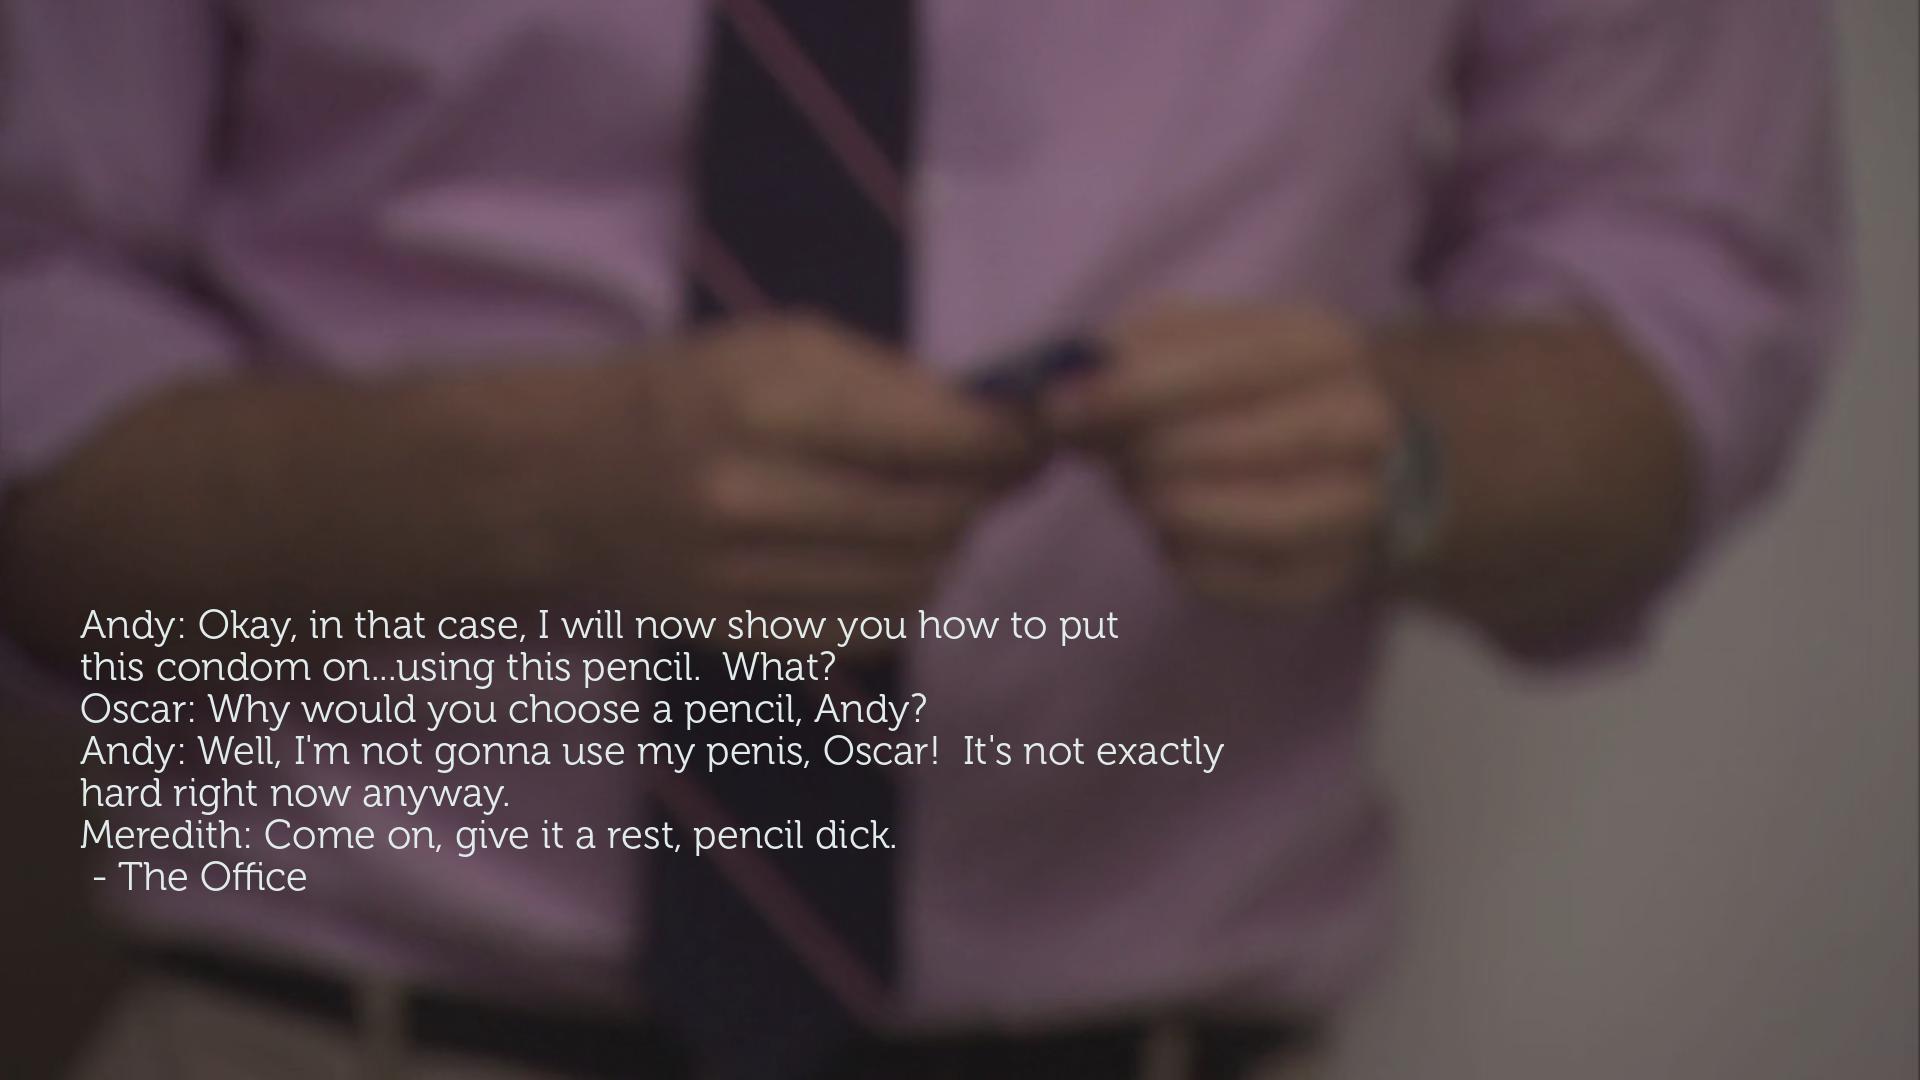 Andy: Okay, in that case, I will now show you how to put
this condom on...using this pencil.  What?
Oscar: Why would you choose a pencil, Andy?
Andy: Well, I'm not gonna use my penis, Oscar!  It's not exactly
hard right now anyway.
Meredith: Come on, give it a rest, pencil dick.
- The Office